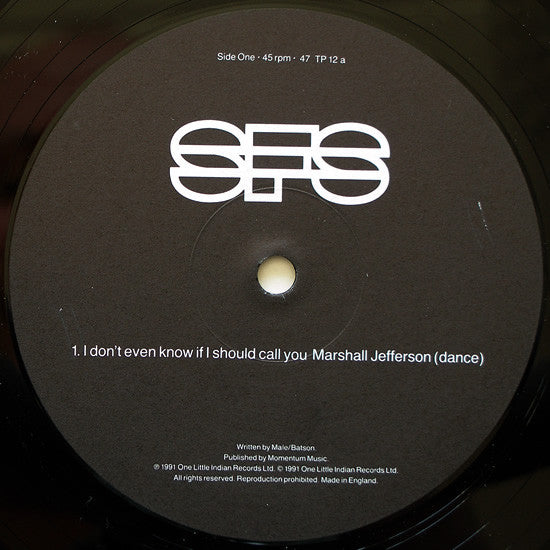 Side One · 45 rpm · 47 TP 12 a
SFS
1. I don't even know if I should call you Marshall Jefferson (dance)
Written by Male/Batson.
Published by Momentum Music.
℗ 1991 One Little Indian Records Ltd. © 1991 One Little Indian Records Ltd.
All rights reserved. Reproduction prohibited. Made in England.